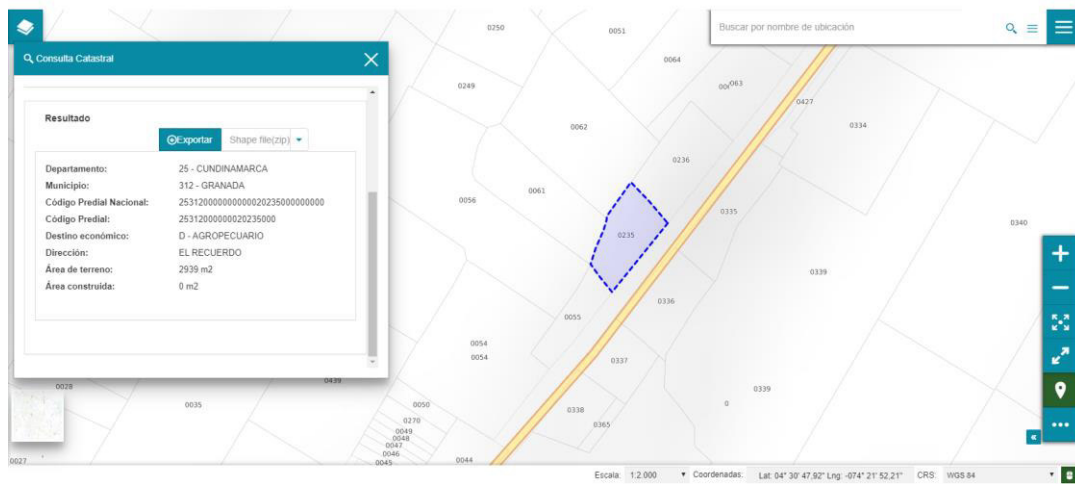 Buscar por nombre de ubicación
Consulta Catastral
Resultado
Exportar
Shape file(zip)
Departamento: 25 - CUNDINAMARCA
Municipio: 312 - GRANADA
Código Predial Nacional: 253120000000000020235000000000
Código Predial: 25312000000020235000
Destino económico: D - AGROPECUARIO
Dirección: EL RECUERDO
Área de terreno: 2939 m2
Área construida: 0 m2
0250
0051
0064
063
0249
0427
0062
0334
0236
0061
0056
0335
0340
0235
0339
0336
0055
0054
0054
0337
0439
0028
0339
0035
0050
0
0338
0270
0365
0049
0048
0047
0046
0045
0044
0027
Escala: 1:2.000
Coordenadas: Lat: 04° 30' 47,92" Lng: -074° 21' 52,21"
CRS: WGS 84